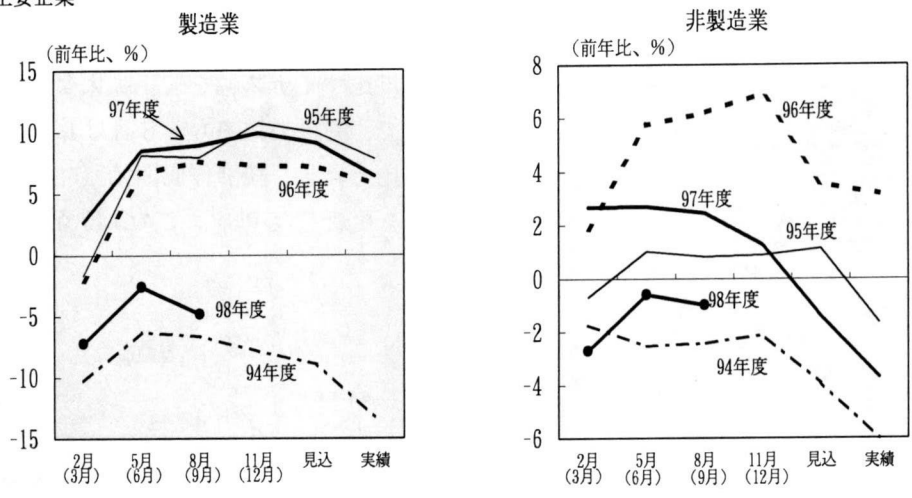 主要企業
製造業
(前年比、%)
15
10
5
0
-5
-10
-15
97年度
95年度
96年度
98年度
94年度
2月 5月 8月 11月 見込 実績
(3月) (6月) (9月) (12月)
非製造業
(前年比、%)
8
6
4
2
0
-2
-4
-6
96年度
97年度
95年度
98年度
94年度
2月 5月 8月 11月 見込 実績
(3月) (6月) (9月) (12月)